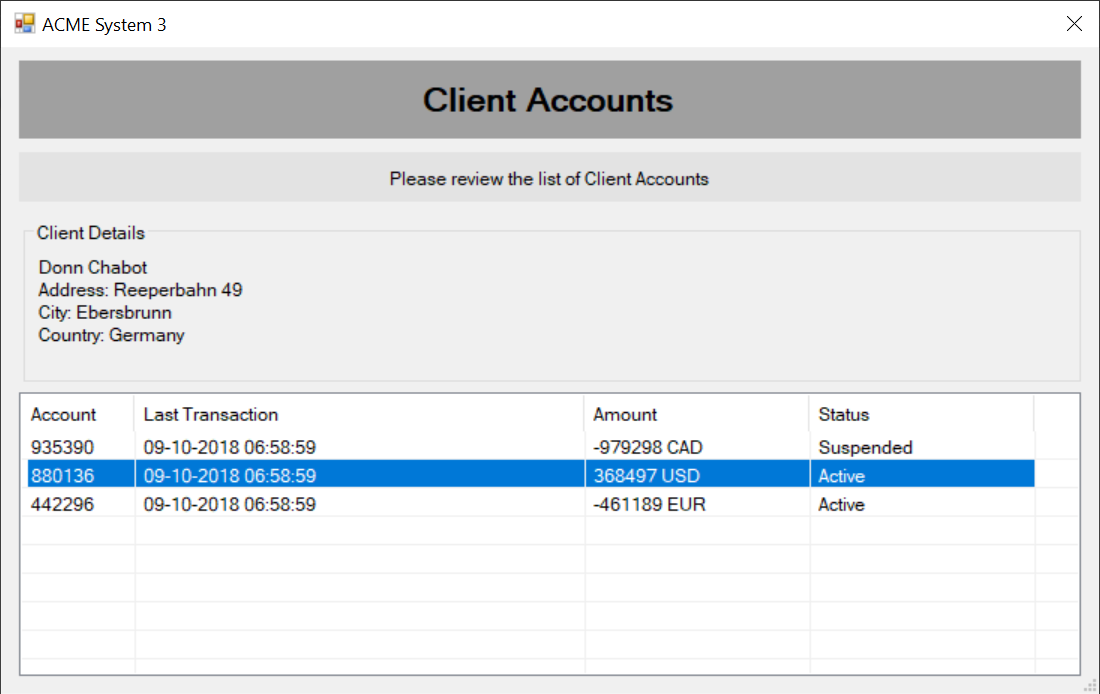 ACME System 3
Client Accounts
Please review the list of Client Accounts
Client Details
Donn Chabot
Address: Reeperbahn 49
City: Ebersbrunn
Country: Germany
Account Last Transaction Amount Status
935390 09-10-2018 06:58:59 -979298 CAD Suspended
880136 09-10-2018 06:58:59 368497 USD Active
442296 09-10-2018 06:58:59 -461189 EUR Active